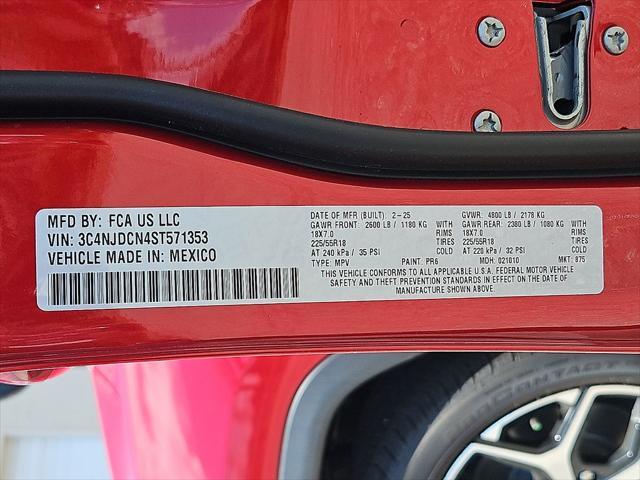 MFD BY: FCA US LLC
VIN: 3C4NJDCN4ST571353
VEHICLE MADE IN: MEXICO
DATE OF MFR (BUILT): 2-25 GVWR: 4800 LB / 2178 KG
GAWR FRONT: 2600 LB / 1180 KG WITH GAWR REAR: 2380 LB / 1080 KG WITH
18X7.0 RIMS 18X7.0 RIMS
225/55R18 TIRES 225/55R18 TIRES
AT 240 kPa / 35 PSI COLD AT 220 kPa / 32 PSI COLD
TYPE: MPV PAINT: PR6 MDH: 021010 MKT: 875
THIS VEHICLE CONFORMS TO ALL APPLICABLE U.S.A. FEDERAL MOTOR VEHICLE
SAFETY AND THEFT PREVENTION STANDARDS IN EFFECT ON THE DATE OF
MANUFACTURE SHOWN ABOVE